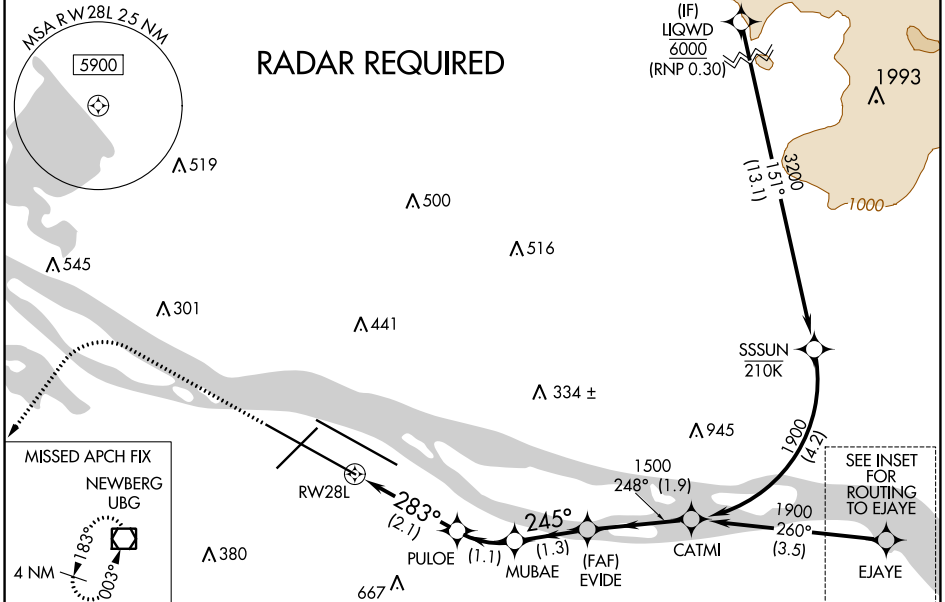 MSA RW28L 25 NM
5900
RADAR REQUIRED
(IF)
LIQWD
6000
(RNP 0.30)
1993
519
3200
151°
(13.1)
500
1000
516
545
301
441
SSSUN
210K
334 ±
945
1900
(4.2)
MISSED APCH FIX
NEWBERG
UBG
183°
003°
4 NM
RW28L
283°
(2.1)
1500
248° (1.9)
SEE INSET
FOR
ROUTING
TO EJAYE
1900
260°
(3.5)
245°
380
PULOE
(1.1)
MUBAE
(1.3)
(FAF)
EVIDE
CATMI
EJAYE
667